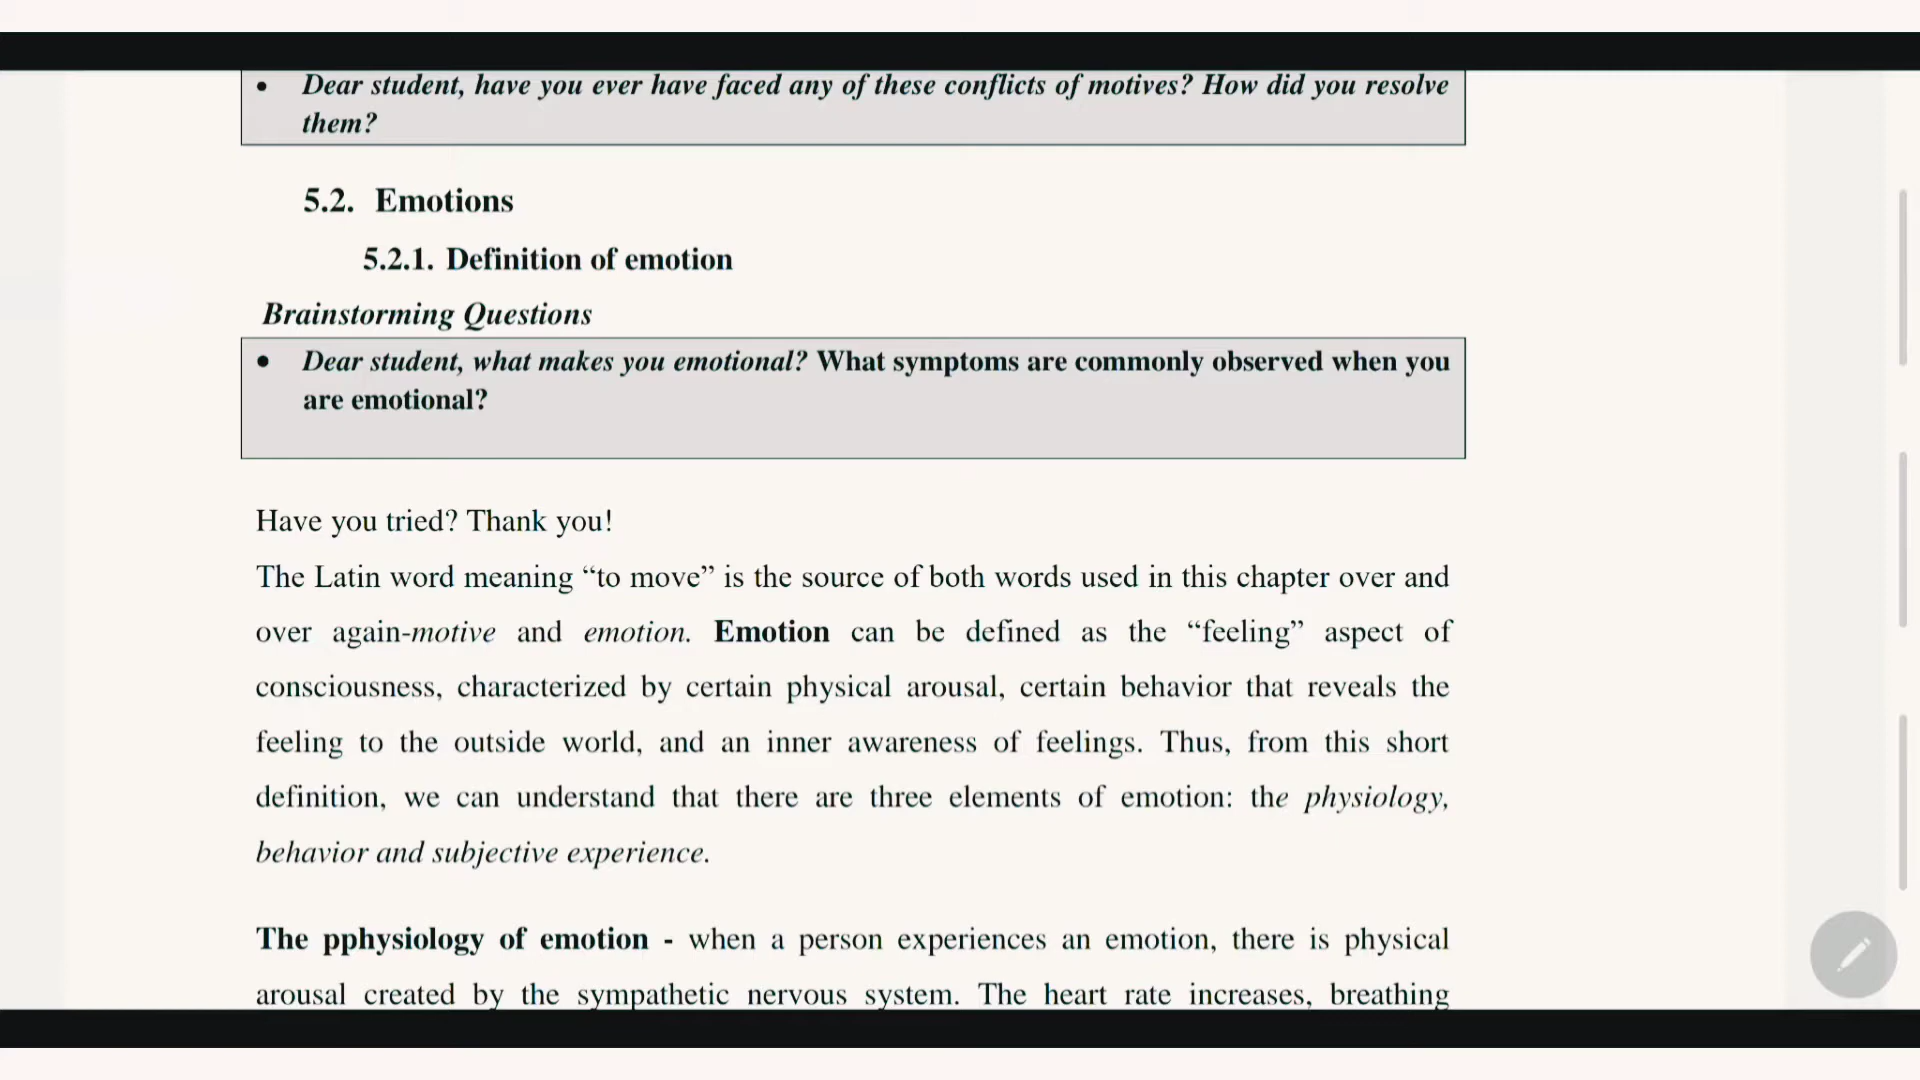 • Dear student, have you ever have faced any of these conflicts of motives? How did you resolve
them?
5.2. Emotions
5.2.1. Definition of emotion
Brainstorming Questions
• Dear student, what makes you emotional? What symptoms are commonly observed when you
are emotional?
Have you tried? Thank you!
The Latin word meaning “to move” is the source of both words used in this chapter over and
over again-motive and emotion. Emotion can be defined as the “feeling” aspect of
consciousness, characterized by certain physical arousal, certain behavior that reveals the
feeling to the outside world, and an inner awareness of feelings. Thus, from this short
definition, we can understand that there are three elements of emotion: the physiology,
behavior and subjective experience.
The pphysiology of emotion - when a person experiences an emotion, there is physical
arousal created by the sympathetic nervous system. The heart rate increases, breathing